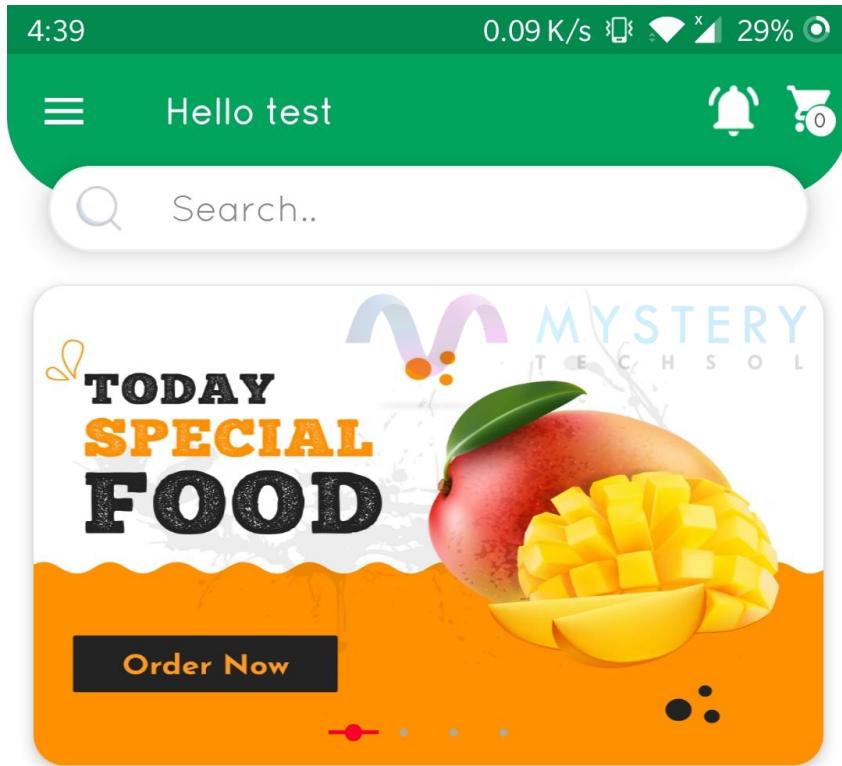 4:39 0.09 K/s x 29%
Hello test
0
Search..
MYSTERY
TECHSOL
TODAY
SPECIAL
FOOD
Order Now